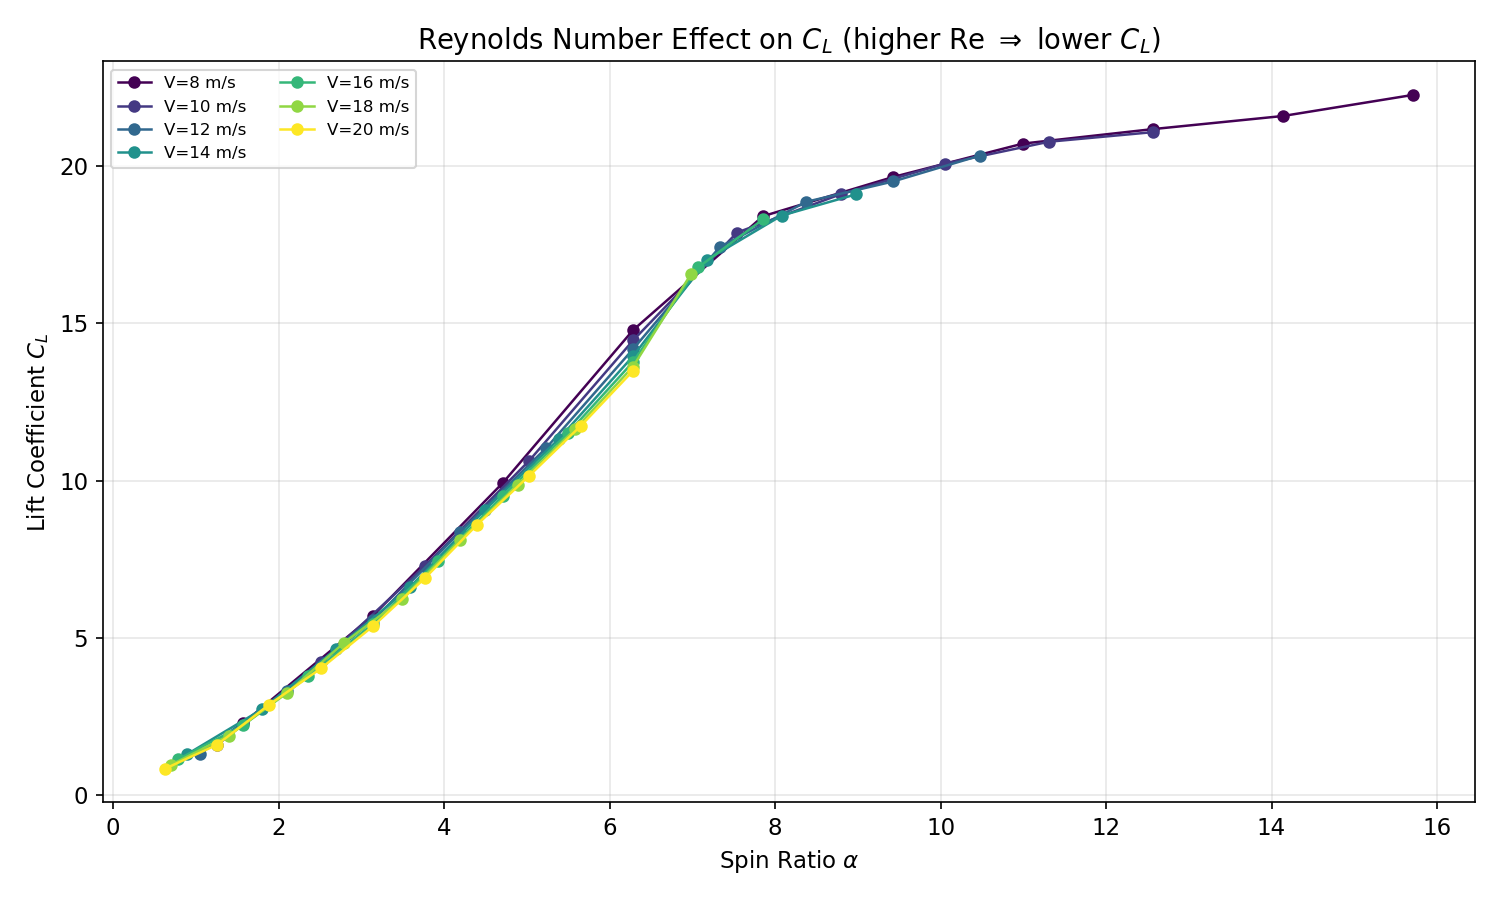 Reynolds Number Effect on C_L (higher Re ⇒ lower C_L)
V=8 m/s
V=10 m/s
V=12 m/s
V=14 m/s
V=16 m/s
V=18 m/s
V=20 m/s
Lift Coefficient C_L
20
15
10
5
0
0 2 4 6 8 10 12 14 16
Spin Ratio α